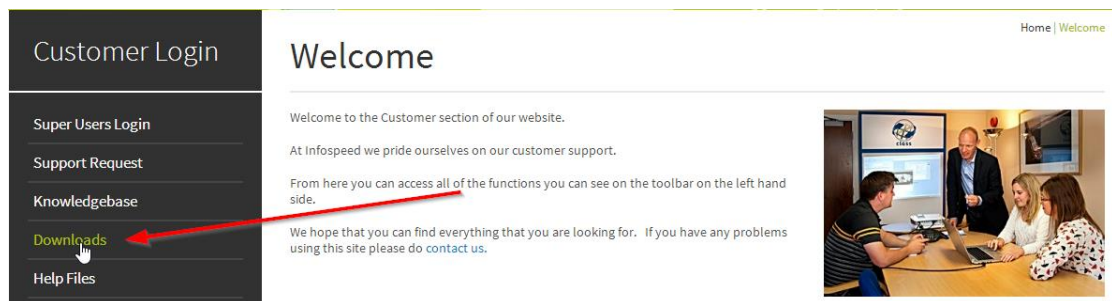 Home | Welcome
Customer Login
Welcome
Super Users Login
Support Request
Knowledgebase
Downloads
Help Files
Welcome to the Customer section of our website.
At Infospeed we pride ourselves on our customer support.
From here you can access all of the functions you can see on the toolbar on the left hand
side.
We hope that you can find everything that you are looking for. If you have any problems
using this site please do contact us.